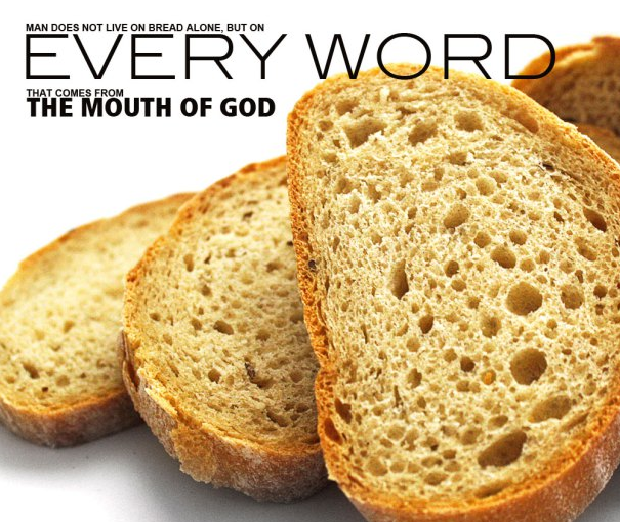 MAN DOES NOT LIVE ON BREAD ALONE, BUT ON
EVERY WORD
THAT COMES FROM
THE MOUTH OF GOD